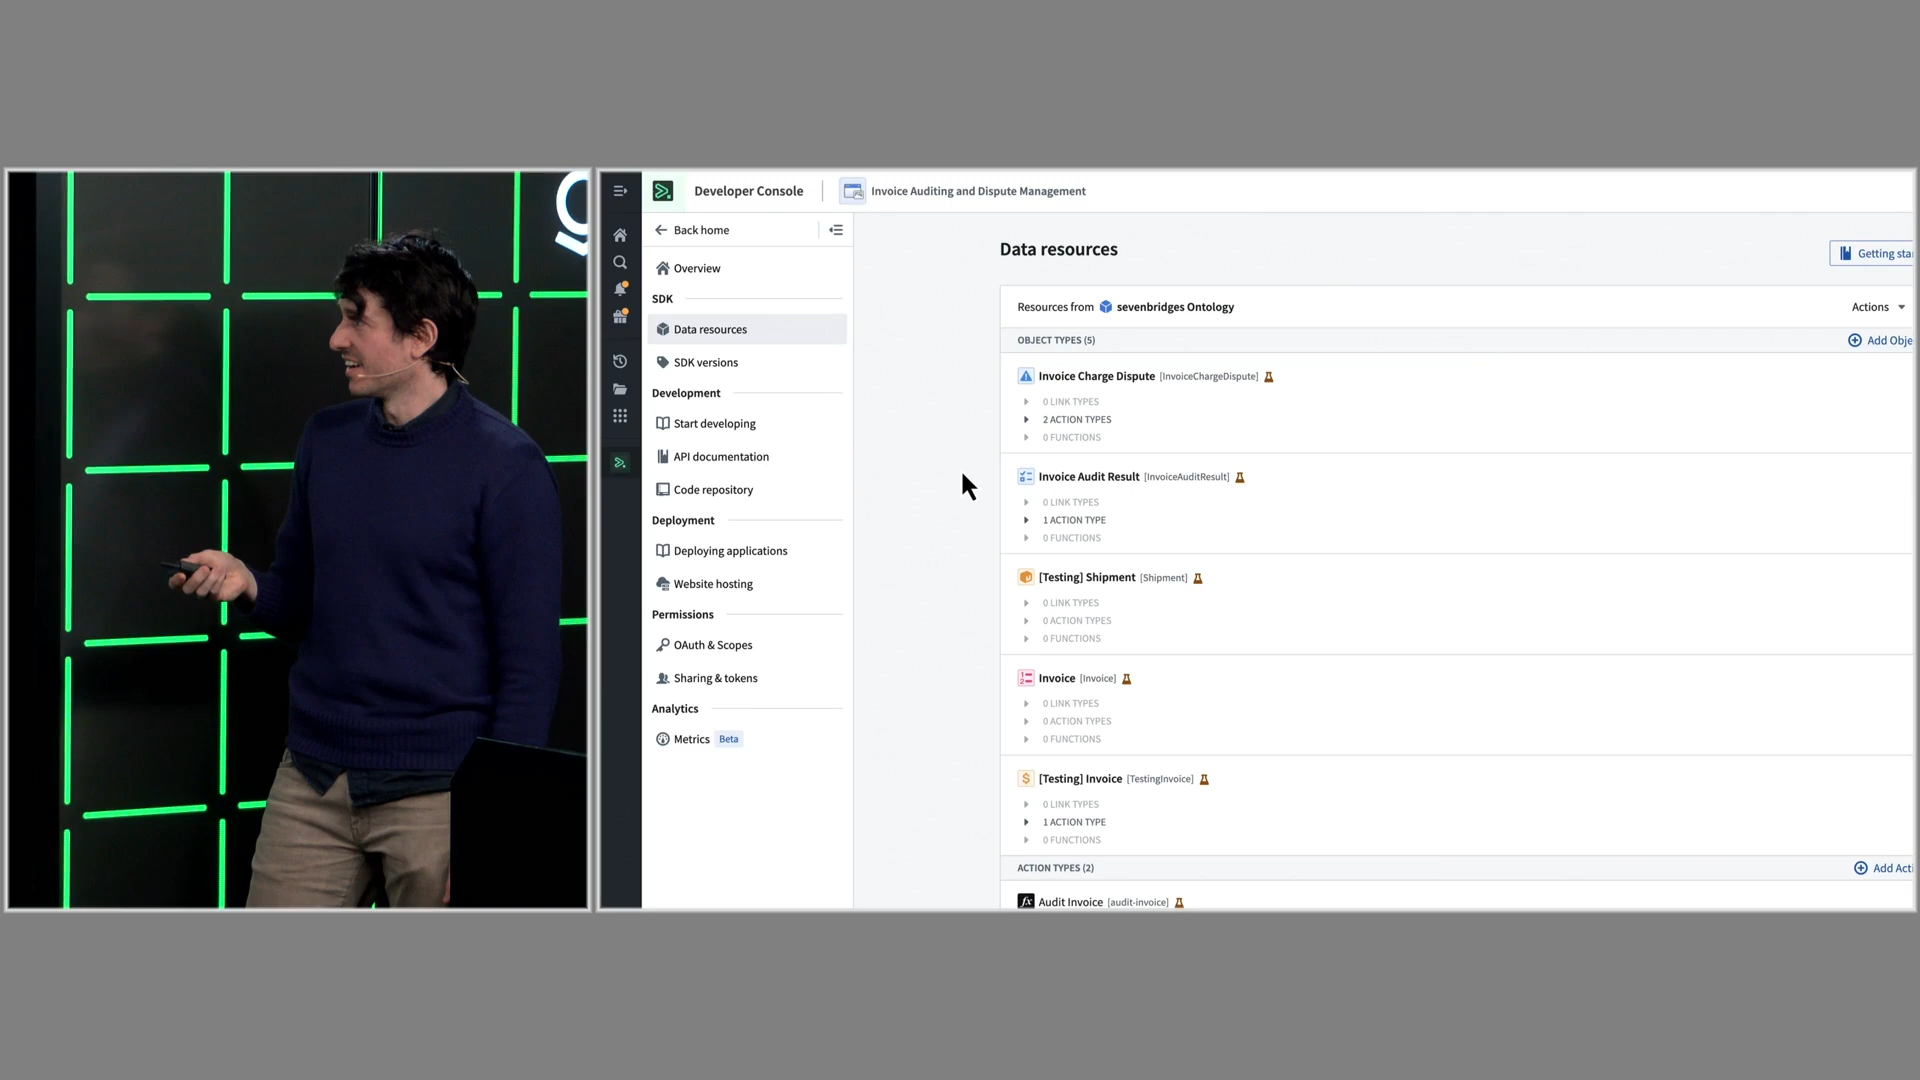 Developer Console
Invoice Auditing and Dispute Management
Back home
Overview
SDK
Data resources
SDK versions
Development
Start developing
API documentation
Code repository
Deployment
Deploying applications
Website hosting
Permissions
OAuth & Scopes
Sharing & tokens
Analytics
Metrics Beta
Data resources
Getting sta
Resources from sevenbridges Ontology
Actions
OBJECT TYPES (5)
Add Obje
Invoice Charge Dispute [InvoiceChargeDispute]
0 LINK TYPES
2 ACTION TYPES
0 FUNCTIONS
Invoice Audit Result [InvoiceAuditResult]
0 LINK TYPES
1 ACTION TYPE
0 FUNCTIONS
[Testing] Shipment [Shipment]
0 LINK TYPES
0 ACTION TYPES
0 FUNCTIONS
Invoice [Invoice]
0 LINK TYPES
0 ACTION TYPES
0 FUNCTIONS
[Testing] Invoice [TestingInvoice]
0 LINK TYPES
1 ACTION TYPE
0 FUNCTIONS
ACTION TYPES (2)
Add Acti
fx Audit Invoice [audit-invoice]